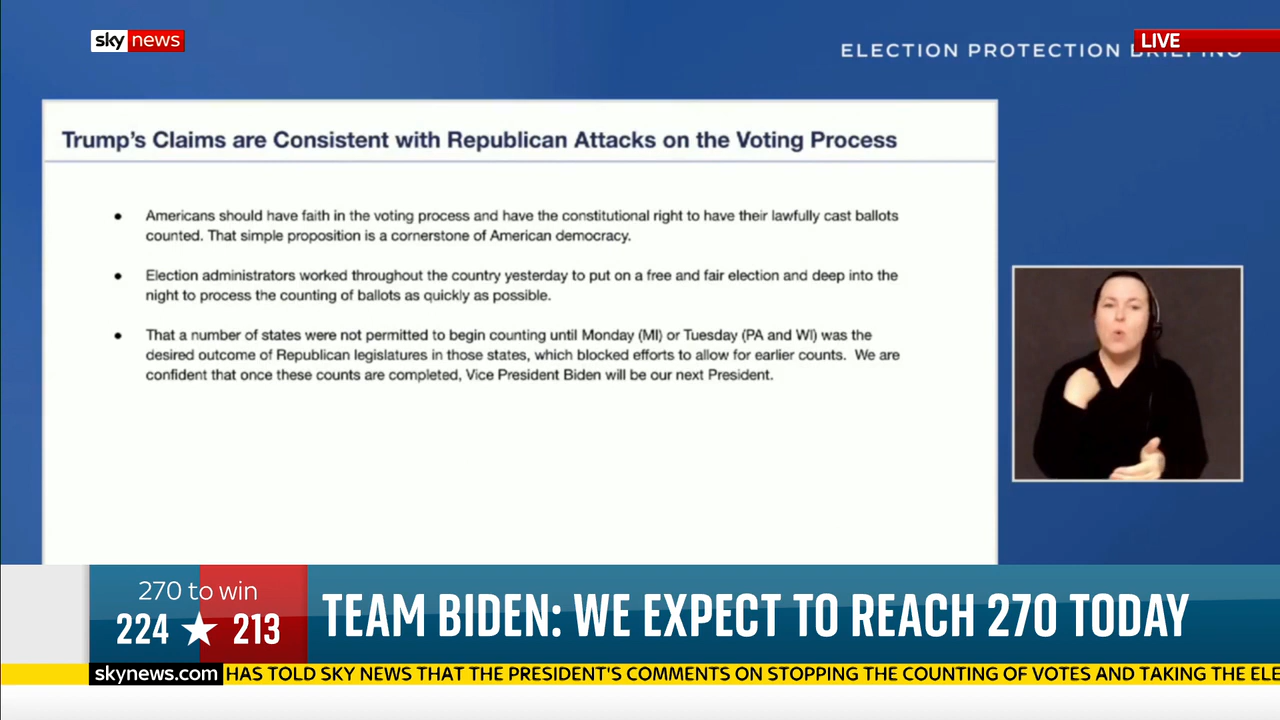 sky news
LIVE
ELECTION PROTECTION BRIEFING
Trump's Claims are Consistent with Republican Attacks on the Voting Process
● Americans should have faith in the voting process and have the constitutional right to have their lawfully cast ballots
counted. That simple proposition is a cornerstone of American democracy.
● Election administrators worked throughout the country yesterday to put on a free and fair election and deep into the
night to process the counting of ballots as quickly as possible.
● That a number of states were not permitted to begin counting until Monday (MI) or Tuesday (PA and WI) was the
desired outcome of Republican legislatures in those states, which blocked efforts to allow for earlier counts. We are
confident that once these counts are completed, Vice President Biden will be our next President.
270 to win
224 ★ 213
TEAM BIDEN: WE EXPECT TO REACH 270 TODAY
skynews.com HAS TOLD SKY NEWS THAT THE PRESIDENT'S COMMENTS ON STOPPING THE COUNTING OF VOTES AND TAKING THE ELE